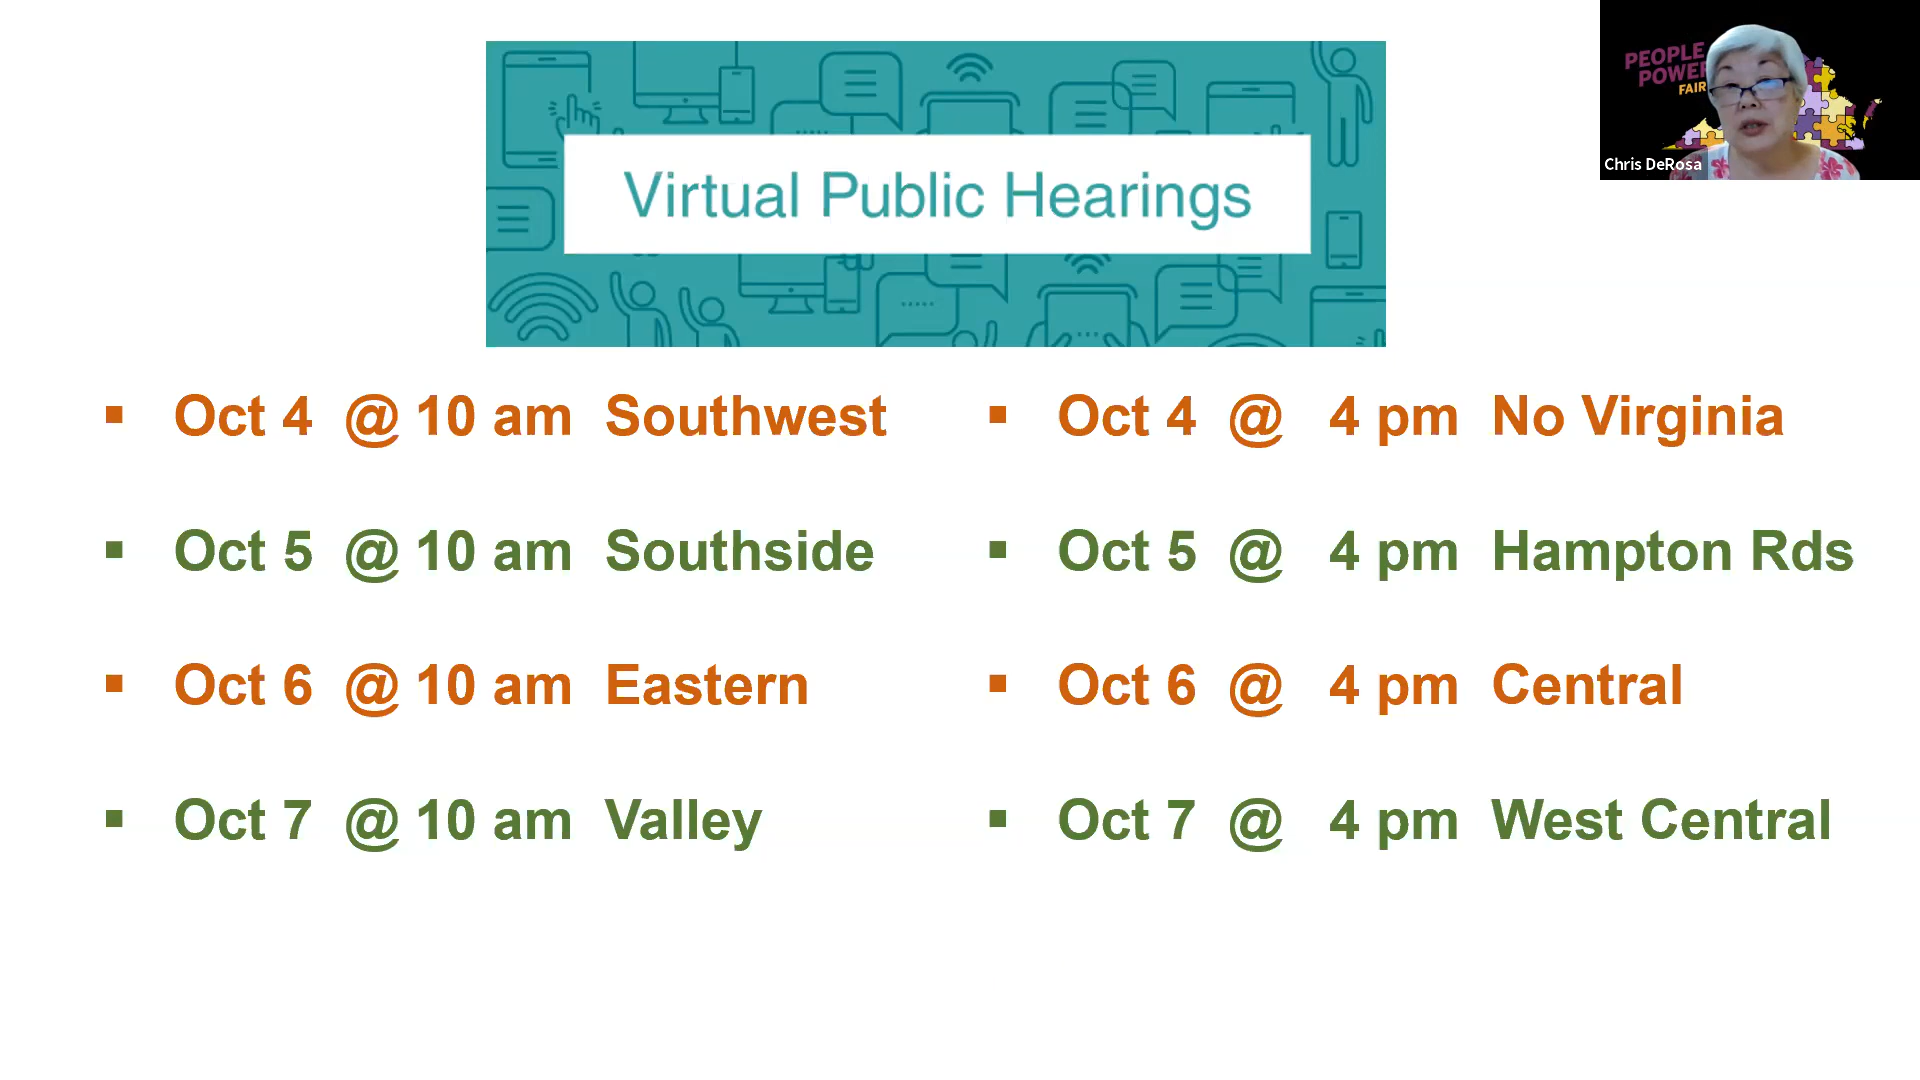 Virtual Public Hearings
PEOPLE
POWER
FAIR
Chris DeRosa
▪ Oct 4 @ 10 am Southwest
▪ Oct 5 @ 10 am Southside
▪ Oct 6 @ 10 am Eastern
▪ Oct 7 @ 10 am Valley
▪ Oct 4 @ 4 pm No Virginia
▪ Oct 5 @ 4 pm Hampton Rds
▪ Oct 6 @ 4 pm Central
▪ Oct 7 @ 4 pm West Central